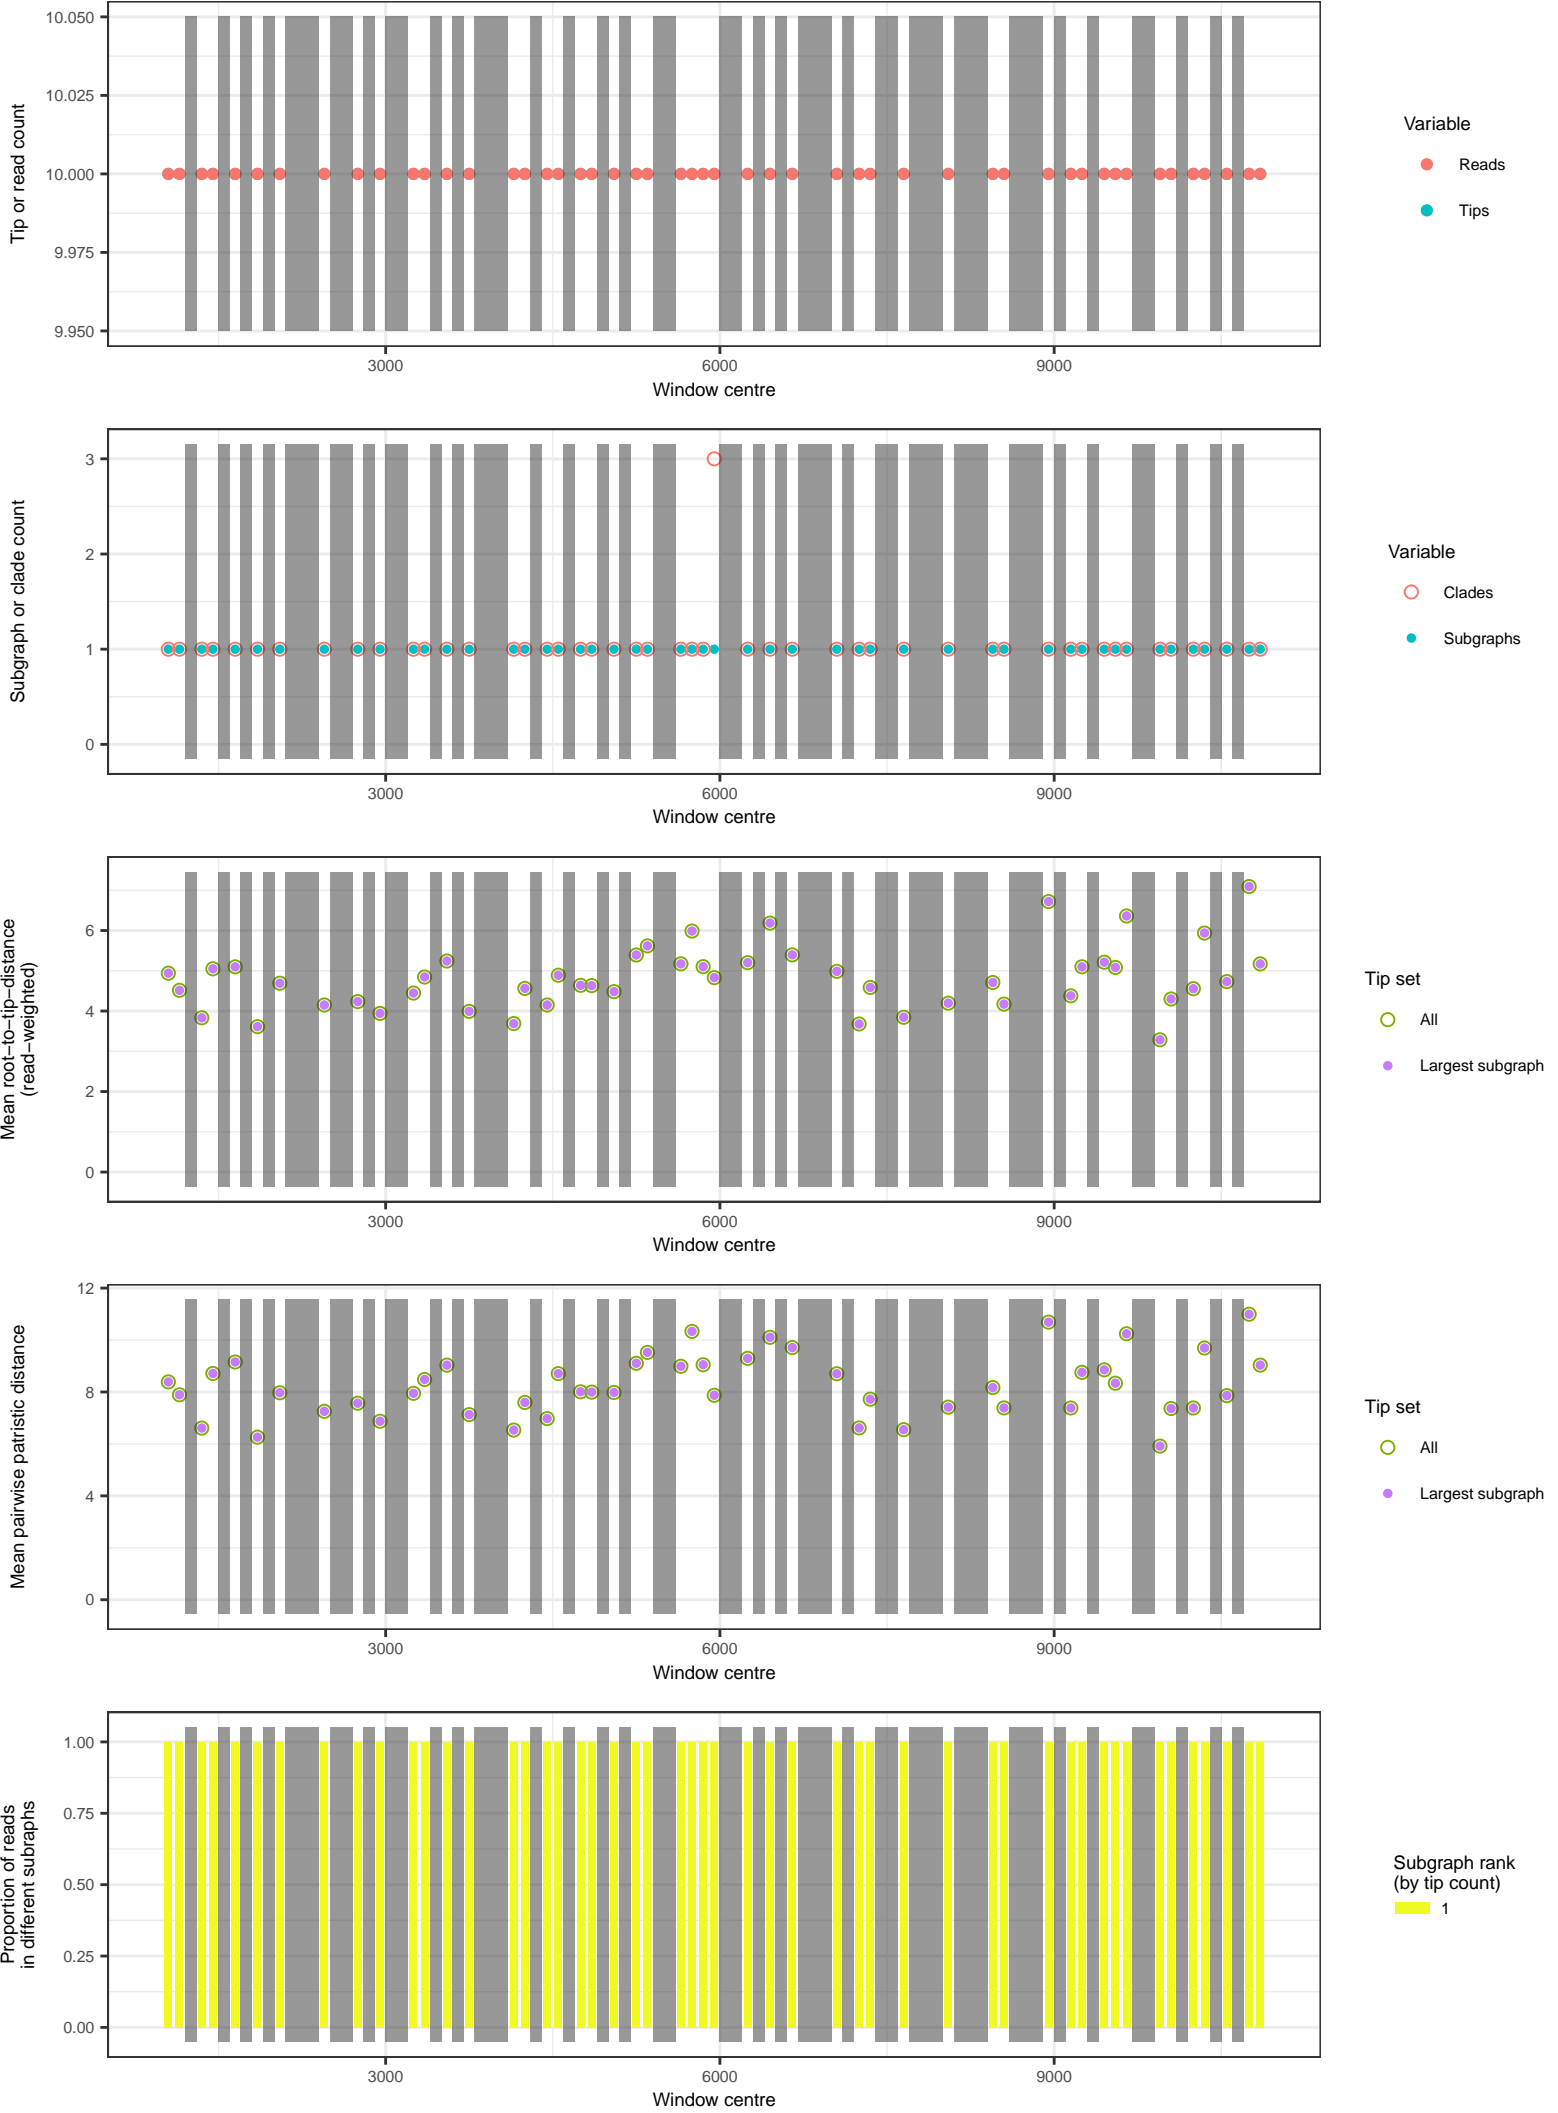 10.050
10.025
10.000
9.975
9.950
Tip or read count
3000
6000
9000
Window centre
Variable
Reads
Tips
3
2
1
0
Subgraph or clade count
3000
6000
9000
Window centre
Variable
Clades
Subgraphs
6
4
2
0
Mean root−to−tip−distance
(read−weighted)
3000
6000
9000
Window centre
Tip set
All
Largest subgraph
12
8
4
0
Mean pairwise patristic distance
3000
6000
9000
Window centre
Tip set
All
Largest subgraph
1.00
0.75
0.50
0.25
0.00
Proportion of reads
in different subraphs
3000
6000
9000
Window centre
Subgraph rank
(by tip count)
1